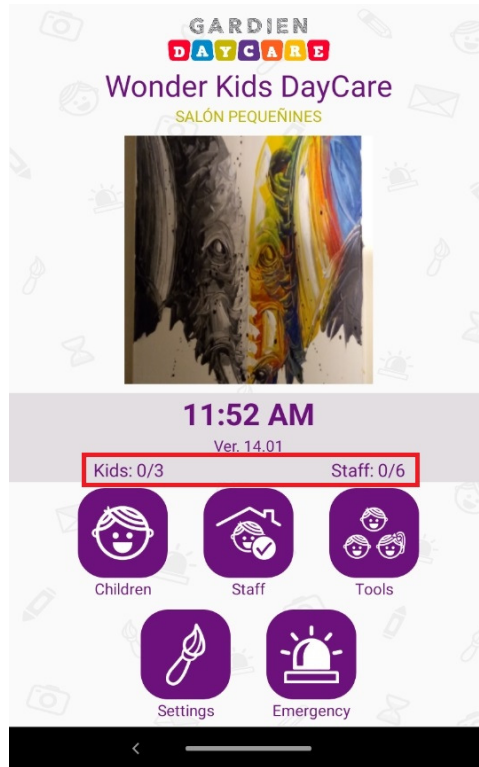 GARDIEN
DAYCARE
Wonder Kids DayCare
SALÓN PEQUEÑINES
11:52 AM
Ver. 14.01
Kids: 0/3 Staff: 0/6
Children Staff Tools
Settings Emergency